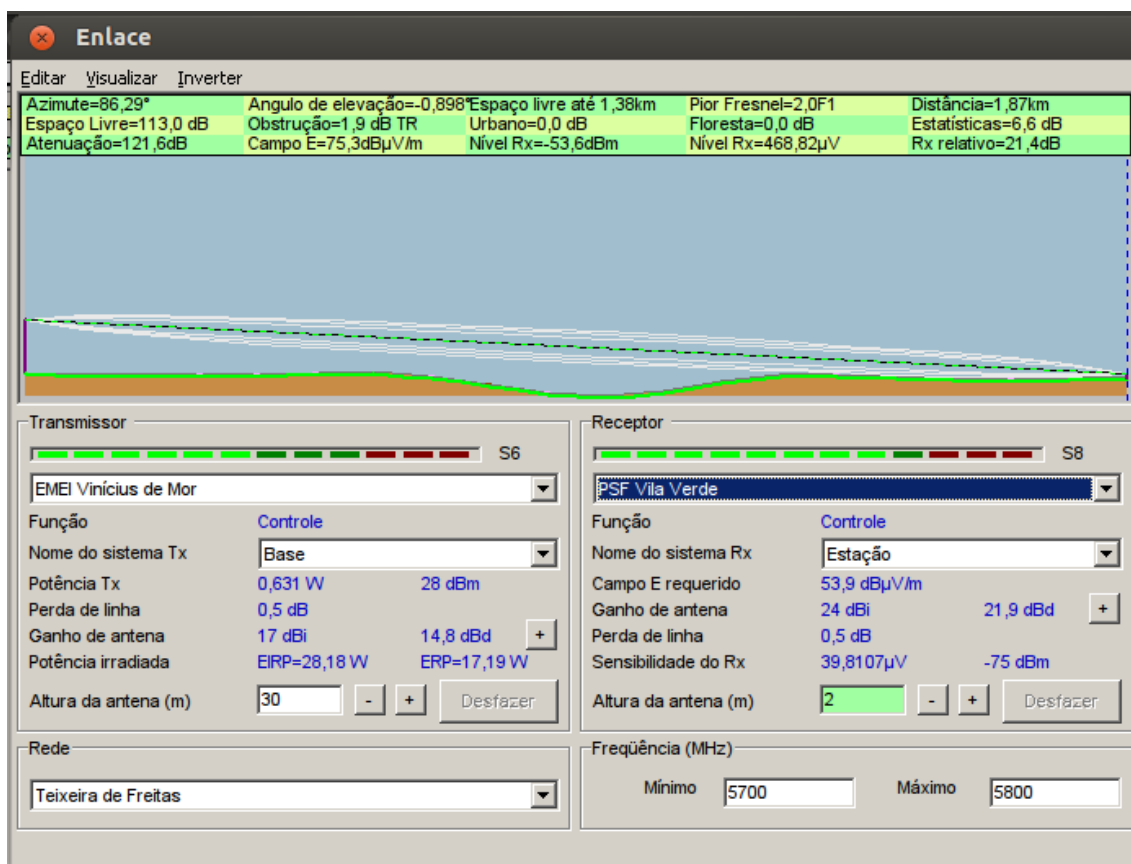 Enlace
Editar Visualizar Inverter
Azimute=86,29° Angulo de elevação=-0,898° Espaço livre até 1,38km Pior Fresnel=2,0F1 Distância=1,87km
Espaço Livre=113,0 dB Obstrução=1,9 dB TR Urbano=0,0 dB Floresta=0,0 dB Estatísticas=6,6 dB
Atenuação=121,6dB Campo E=75,3dBµV/m Nível Rx=-53,6dBm Nível Rx=468,82µV Rx relativo=21,4dB
Transmissor
S6
EMEI Vinícius de Mor
Função Controle
Nome do sistema Tx Base
Potência Tx 0,631 W 28 dBm
Perda de linha 0,5 dB
Ganho de antena 17 dBi 14,8 dBd +
Potência irradiada EIRP=28,18 W ERP=17,19 W
Altura da antena (m) 30 - + Desfazer
Rede
Teixeira de Freitas
Receptor
S8
PSF Vila Verde
Função Controle
Nome do sistema Rx Estação
Campo E requerido 53,9 dBµV/m
Ganho de antena 24 dBi 21,9 dBd +
Perda de linha 0,5 dB
Sensibilidade do Rx 39,8107µV -75 dBm
Altura da antena (m) 2 - + Desfazer
Freqüência (MHz)
Mínimo 5700 Máximo 5800